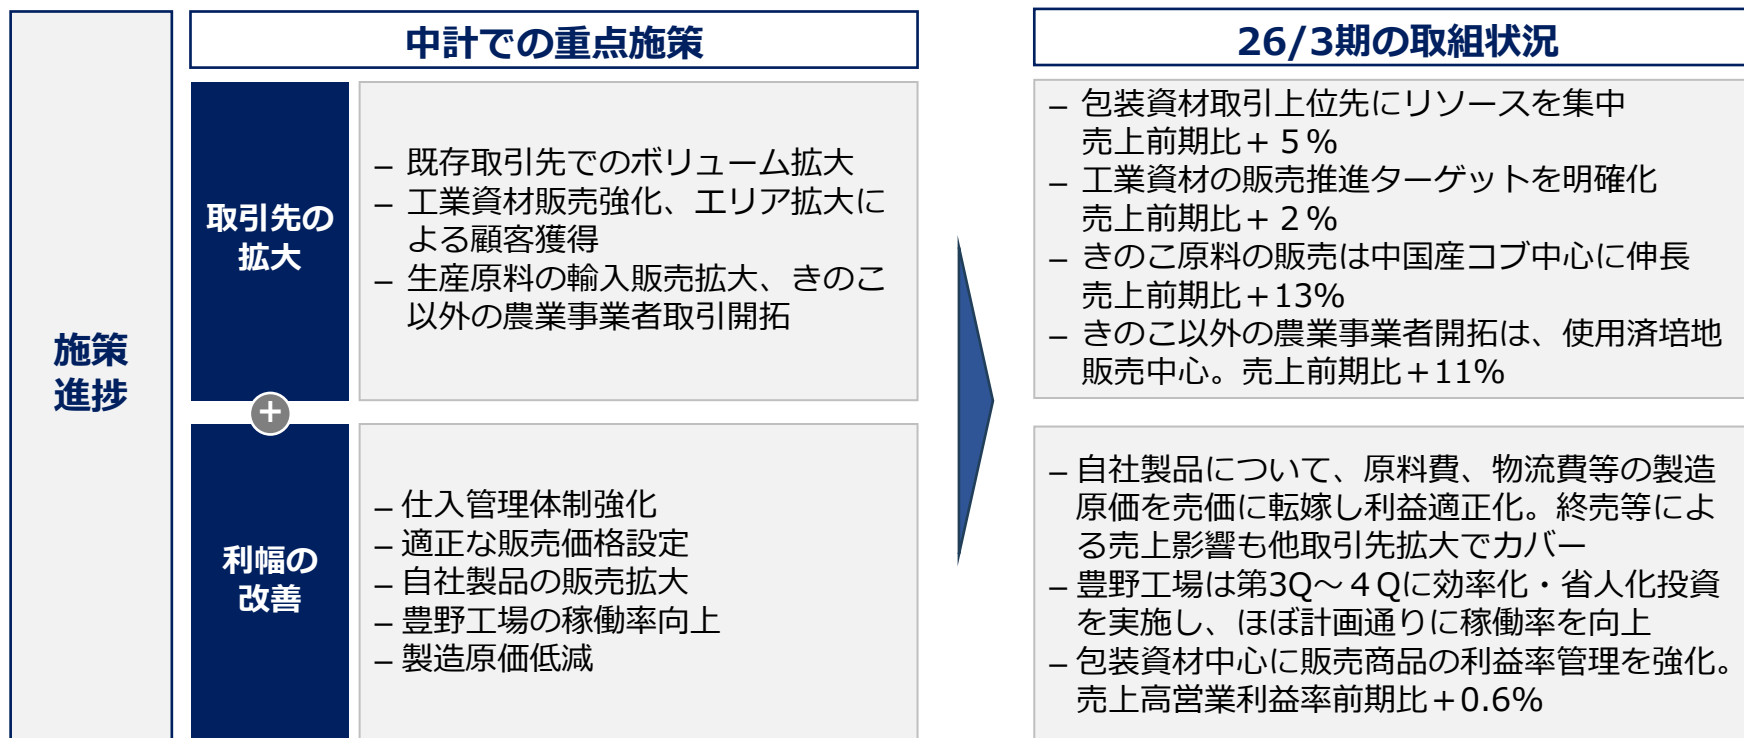 施策
進捗
中計での重点施策
取引先の
拡大
– 既存取引先でのボリューム拡大
– 工業資材販売強化、エリア拡大に
よる顧客獲得
– 生産原料の輸入販売拡大、きのこ
以外の農業事業者取引開拓
+
利幅の
改善
– 仕入管理体制強化
– 適正な販売価格設定
– 自社製品の販売拡大
– 豊野工場の稼働率向上
– 製造原価低減
26/3期の取組状況
– 包装資材取引上位先にリソースを集中
売上前期比＋５％
– 工業資材の販売推進ターゲットを明確化
売上前期比＋２％
– きのこ原料の販売は中国産コブ中心に伸長
売上前期比＋13%
– きのこ以外の農業事業者開拓は、使用済培地
販売中心。売上前期比＋11%
– 自社製品について、原料費、物流費等の製造
原価を売価に転嫁し利益適正化。終売等によ
る売上影響も他取引先拡大でカバー
– 豊野工場は第3Q～４Qに効率化・省人化投資
を実施し、ほぼ計画通りに稼働率を向上
– 包装資材中心に販売商品の利益率管理を強化。
売上高営業利益率前期比＋0.6%